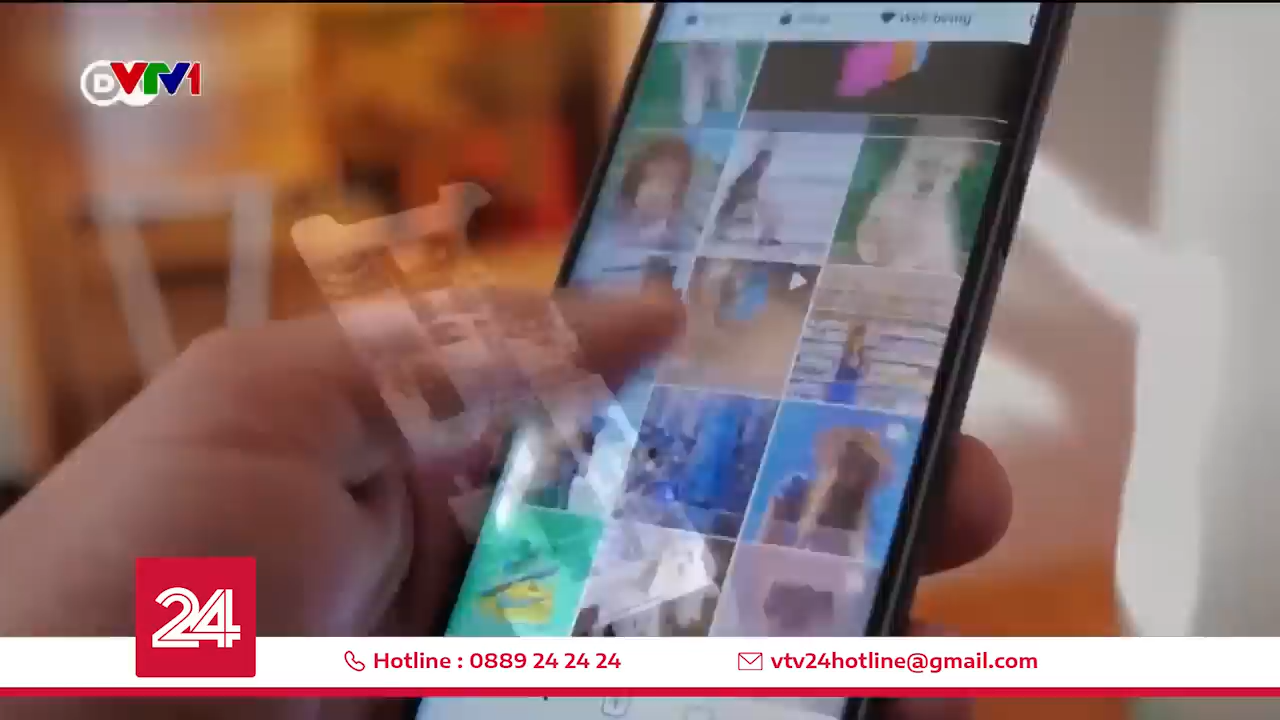 Well-being
VTV1
24
Hotline : 0889 24 24 24
vtv24hotline@gmail.com